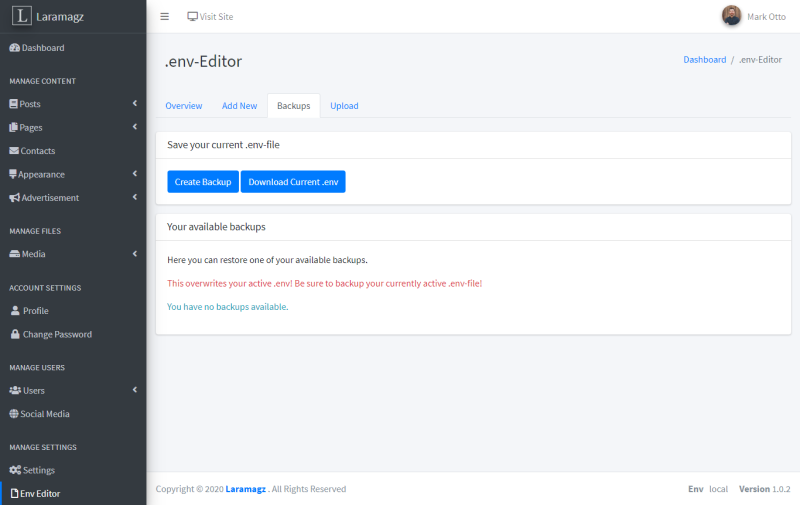 L Laramagz
Visit Site
Mark Otto
Dashboard
MANAGE CONTENT
Posts
Pages
Contacts
Appearance
Advertisement
MANAGE FILES
Media
ACCOUNT SETTINGS
Profile
Change Password
MANAGE USERS
Users
Social Media
MANAGE SETTINGS
Settings
Env Editor
.env-Editor
Dashboard / .env-Editor
Overview Add New Backups Upload
Save your current .env-file
Create Backup Download Current .env
Your available backups
Here you can restore one of your available backups.
This overwrites your active .env! Be sure to backup your currently active .env-file!
You have no backups available.
Copyright © 2020 Laramagz . All Rights Reserved
Env local Version 1.0.2